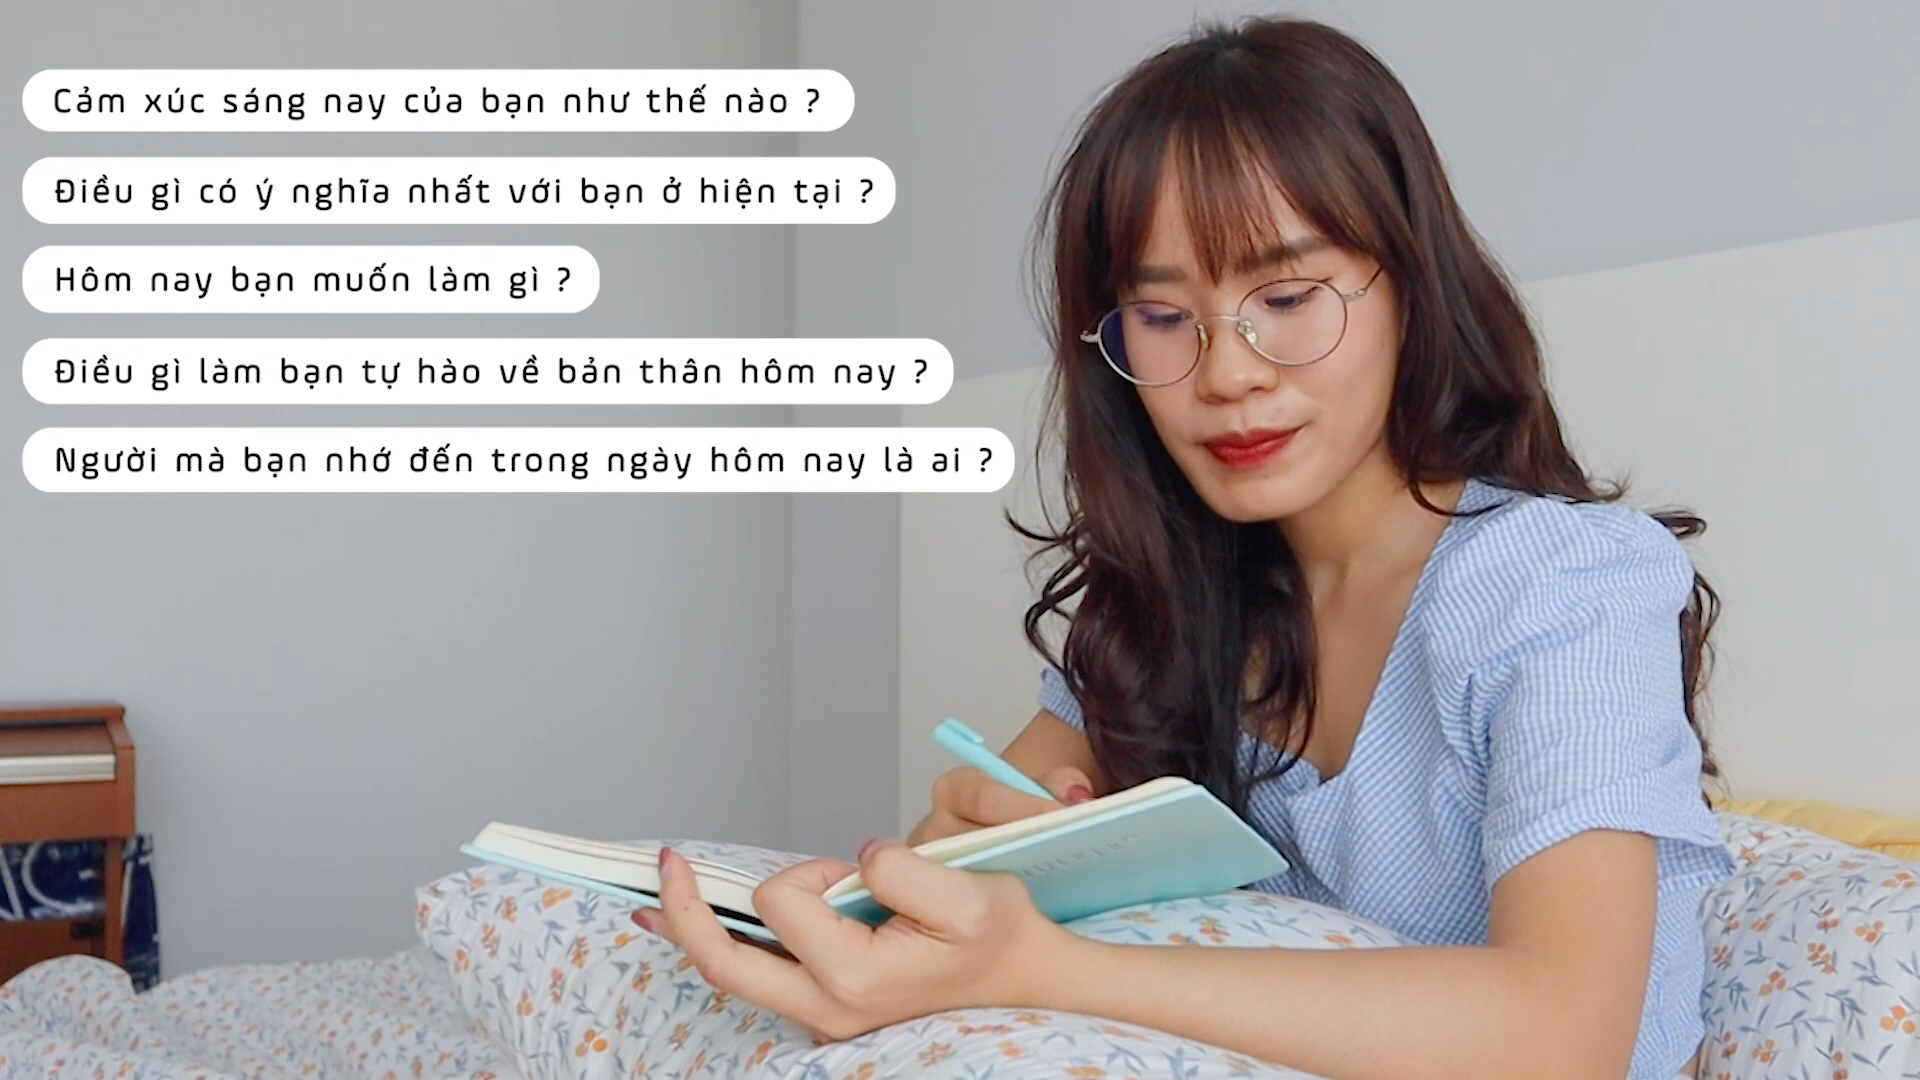 Cảm xúc sáng nay của bạn như thế nào ?
Điều gì có ý nghĩa nhất với bạn ở hiện tại ?
Hôm nay bạn muốn làm gì ?
Điều gì làm bạn tự hào về bản thân hôm nay ?
Người mà bạn nhớ đến trong ngày hôm nay là ai ?